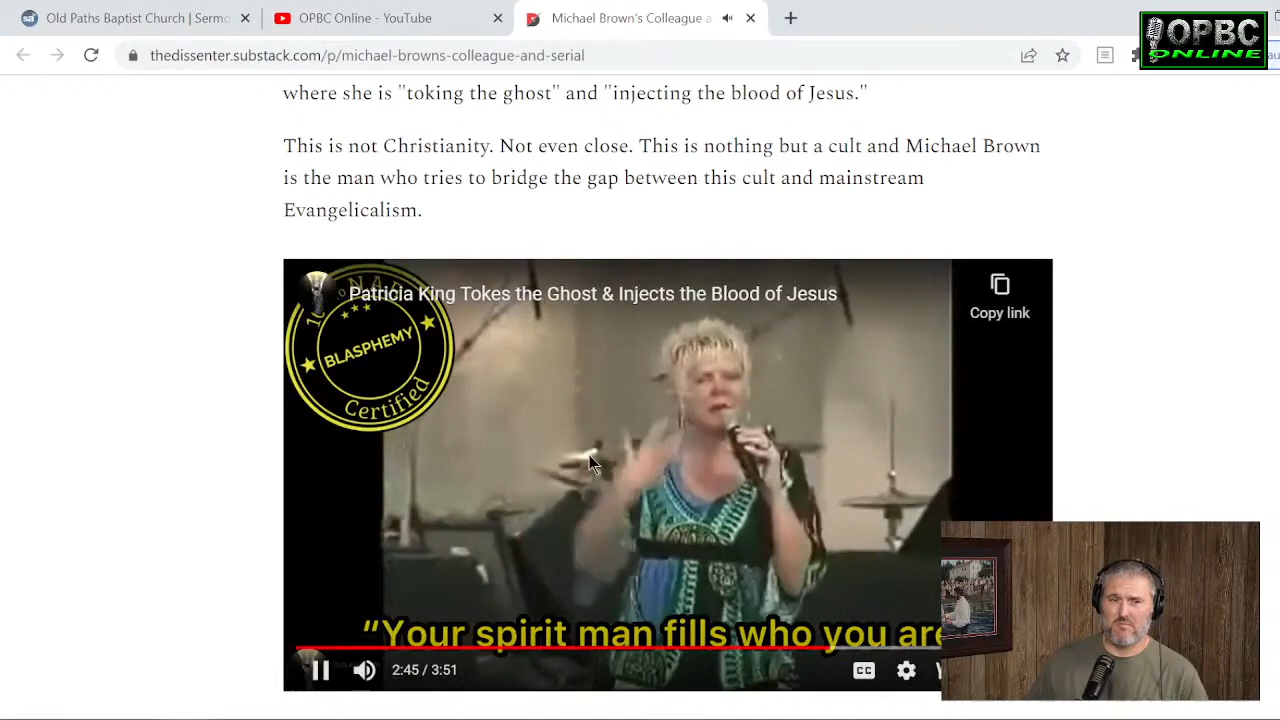 Old Paths Baptist Church | Sermo
OPBC Online - YouTube
Michael Brown's Colleague a
OPBC
ONLINE
thedissenter.substack.com/p/michael-browns-colleague-and-serial
where she is "toking the ghost" and "injecting the blood of Jesus."
This is not Christianity. Not even close. This is nothing but a cult and Michael Brown
is the man who tries to bridge the gap between this cult and mainstream
Evangelicalism.
Patricia King Tokes the Ghost & Injects the Blood of Jesus
Copy link
BLASPHEMY
Certified
“Your spirit man fills who you are
2:45 / 3:51
CC